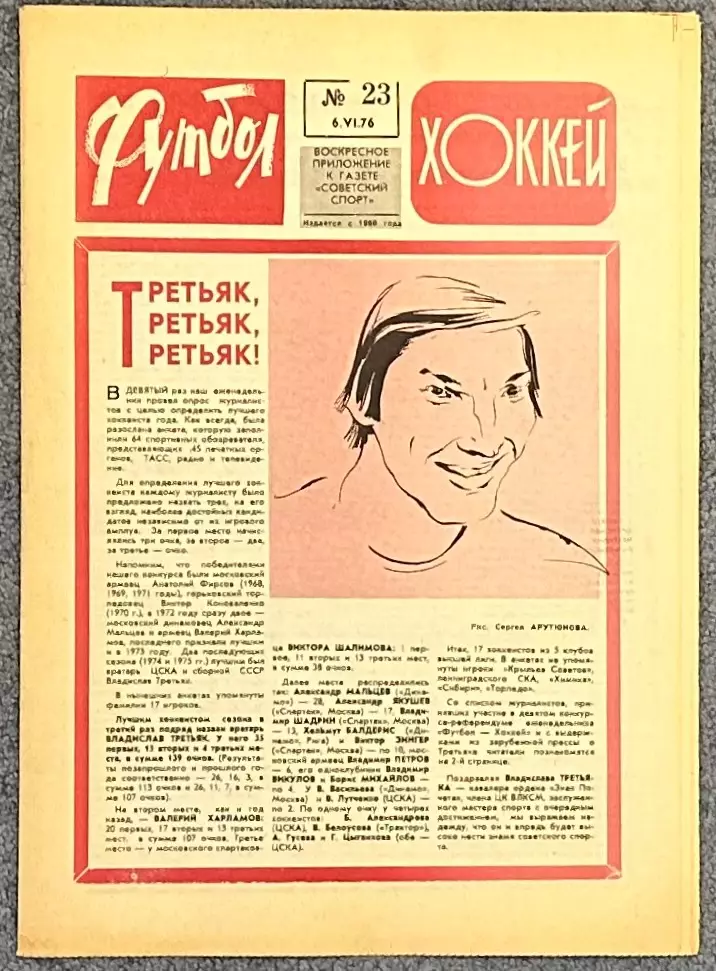 Футбол
№ 23
6.VI.76
ВОСКРЕСНОЕ
ПРИЛОЖЕНИЕ
К ГАЗЕТЕ
«СОВЕТСКИЙ
СПОРТ»
Издается с 1960 года
ХОККЕЙ
ТРЕТЬЯК,
РЕТЬЯК,
РЕТЬЯК!
В ДЕВЯТЫЙ раз наш еженедель-
ник провел опрос журналис-
тов с целью определить лучшего
хоккеиста года. Как всегда, была
разослана анкета, которую запол-
нили 64 спортивных обозревателя,
представляющих 45 печатных ор-
ганов, ТАСС, радио и телевиде-
ние.
Для определения лучшего хок-
кеиста каждому журналисту было
предложено назвать трех, на его
взгляд, наиболее достойных канди-
датов независимо от их игрового
амплуа. За первое место начис-
лялись три очка, за второе — два,
за третье — очко.
Напомним, что победителями
нашего конкурса были московский
армеец Анатолий Фирсов (1968,
1969, 1971 годы), горьковский тор-
педовец Виктор Коноваленко
(1970 г.), в 1972 году сразу двое —
московский динамовец Александр
Мальцев и армеец Валерий Харла-
мов, последнего признали лучшим
и в 1973 году. Два последующих
сезона (1974 и 1975 гг.) лучшим был
вратарь ЦСКА и сборной СССР
Владислав Третьяк.
В нынешних анкетах упомянуты
фамилии 17 игроков.
Лучшим хоккеистом сезона в
третий раз подряд назван вратарь
ВЛАДИСЛАВ ТРЕТЬЯК. У него 35
первых, 15 вторых и 4 третьих мес-
та, в сумме 139 очков. (Результа-
ты позапрошлого и прошлого го-
дов соответственно — 26, 16, 3, в
сумме 113 очков и 26, 11, 7, в сум-
ме 107 очков).
На втором месте, как и год
назад, — ВАЛЕРИЙ ХАРЛАМОВ:
20 первых, 17 вторых и 13 третьих
мест, в сумме 107 очков. Третье
место — у московского спартаков-
Рис. Сергея АРУТЮНОВА.
ца ВИКТОРА ШАЛИМОВА: 1 пер-
вое, 11 вторых и 13 третьих мест,
в сумме 38 очков.
Далее места распределились
так: Александр МАЛЬЦЕВ («Дина-
мо») — 28, Александр ЯКУШЕВ
(«Спартак», Москва) — 17, Влади-
мир ШАДРИН («Спартак», Москва)
— 13, Хельмут БАЛДЕРИС («Ди-
намо», Рига) и Виктор ЗИНГЕР
(«Спартак», Москва) — по 10, мос-
ковский армеец Владимир ПЕТРОВ
— 6, его одноклубник Владимир
ВИКУЛОВ и Борис МИХАЙЛОВ —
по 4. У В. Васильева («Динамо»,
Москва) и В. Лутченко (ЦСКА) —
по 2. По одному очку у четырех
хоккеистов: Б. Александрова
(ЦСКА), В. Белоусова («Трактор»),
А. Гусева и Г. Цыганкова (оба —
ЦСКА).
Итак, 17 хоккеистов из 5 клубов
высшей лиги. В анкетах не упомя-
нуты игроки «Крыльев Советов»,
ленинградского СКА, «Химика»,
«Сибири», «Торпедо».
Со списком журналистов, при-
нявших участие в девятом конкур-
се-референдуме еженедельника
«Футбол — Хоккей» и с выдерж-
ками из зарубежной прессы о
Третьяке читатели познакомятся
на 2-й странице.
Поздравляя Владислава ТРЕТЬЯ-
КА — кавалера ордена «Знак По-
чета», члена ЦК ВЛКСМ, заслужен-
ного мастера спорта с очередным
достижением, мы выражаем на-
дежду, что он и впредь будет вы-
соко нести знамя советского спор-
та.